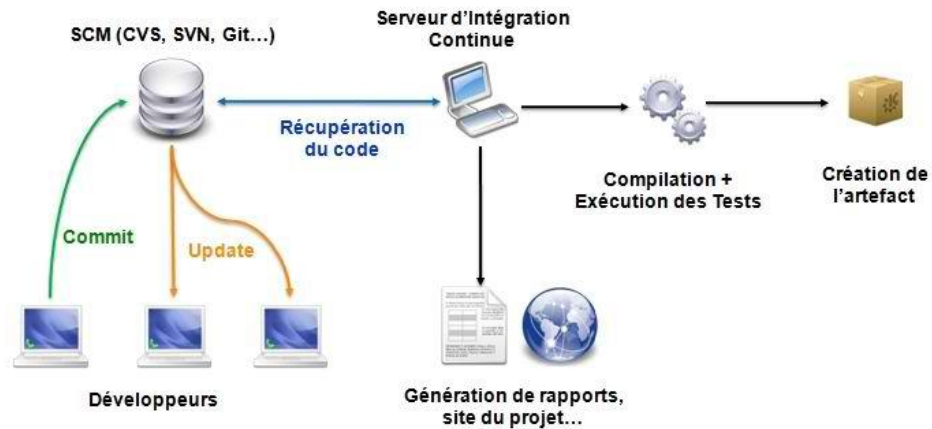 Serveur d'Intégration
Continue
SCM (CVS, SVN, Git...)
Récupération
du code
Compilation +
Exécution des Tests
Création de
l'artefact
Commit
Update
Développeurs
Génération de rapports,
site du projet...